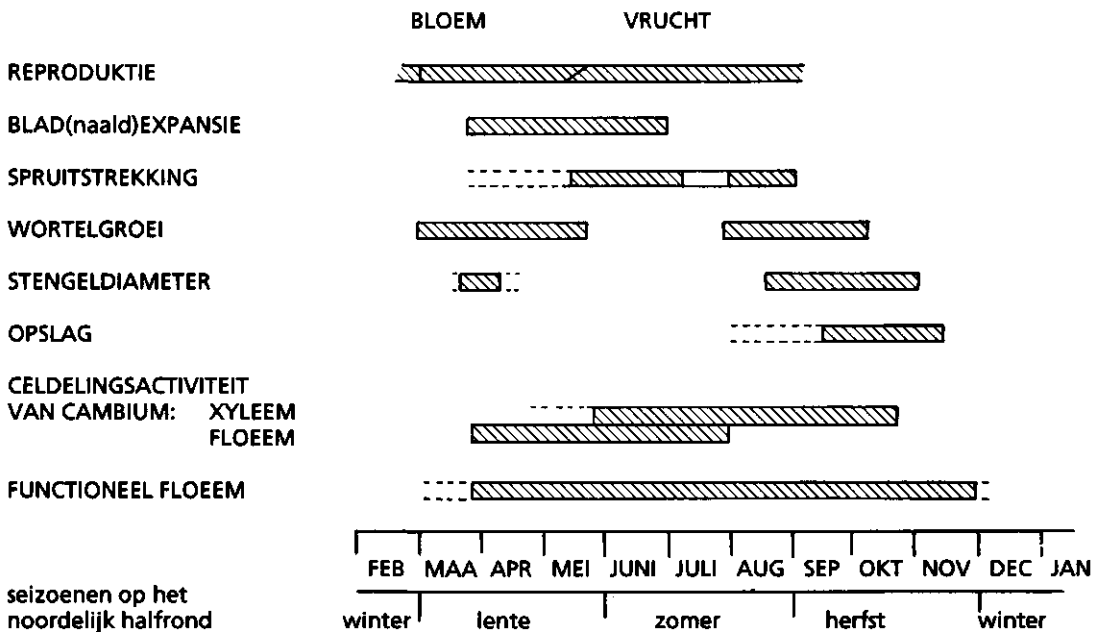 BLOEM VRUCHT
REPRODUKTIE
BLAD(naald)EXPANSIE
SPRUITSTREKKING
WORTELGROEI
STENGELDIAMETER
OPSLAG
CELDELINGSACTIVITEIT
VAN CAMBIUM: XYLEEM
FLOEEM
FUNCTIONEEL FLOEEM
FEB MAA APR MEI JUNI JULI AUG SEP OKT NOV DEC JAN
seizoenen op het
noordelijk halfrond winter lente zomer herfst winter